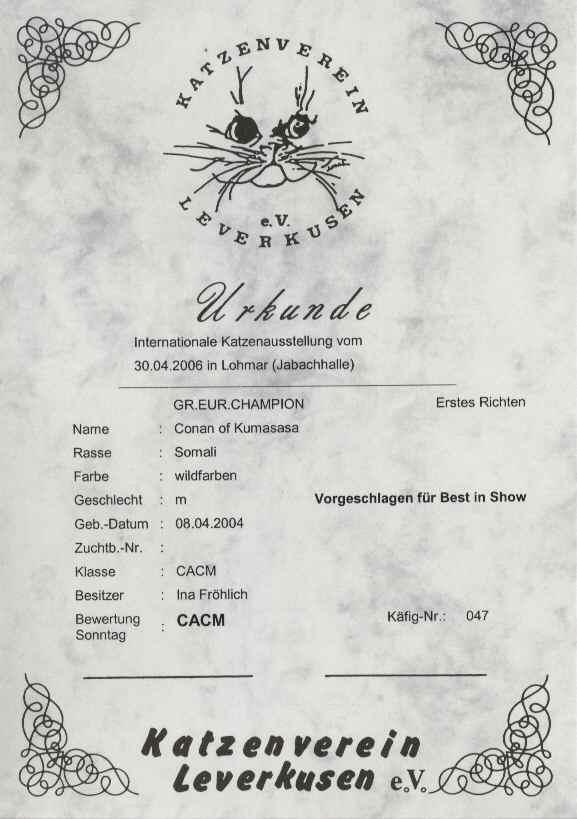 KATZENVEREIN
e.V.
LEVERKUSEN
Urkunde
Internationale Katzenausstellung vom
30.04.2006 in Lohmar (Jabachhalle)
GR.EUR.CHAMPION Erstes Richten
Name : Conan of Kumasasa
Rasse : Somali
Farbe : wildfarben
Geschlecht : m Vorgeschlagen für Best in Show
Geb.-Datum : 08.04.2004
Zuchtb.-Nr. :
Klasse : CACM
Besitzer : Ina Fröhlich
Bewertung
Sonntag : CACM Käfig-Nr.: 047
Katzenverein
Leverkusen e.V.